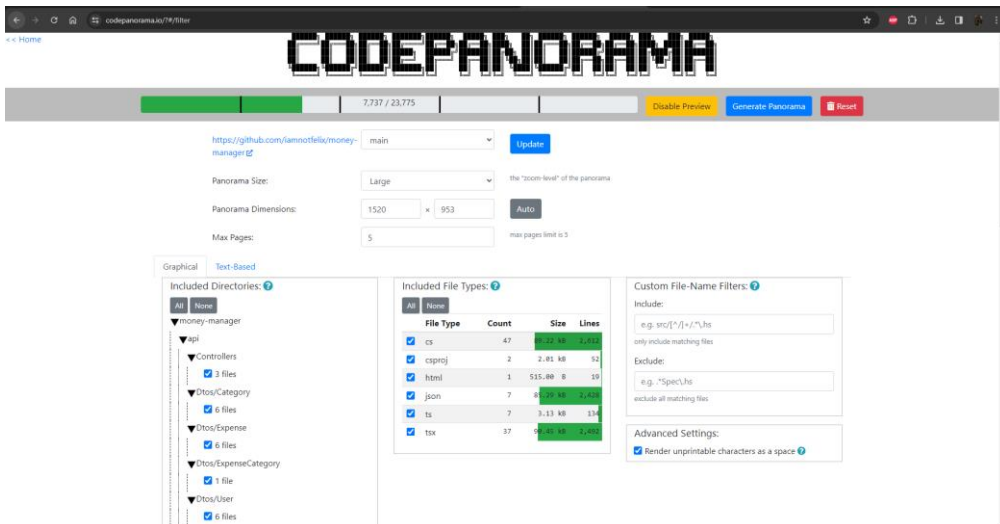 codepanorama.io/?#/filter
<< Home
CODEPANORAMA
7,737 / 23,775
Disable Preview
Generate Panorama
Reset
https://github.com/iamnotfelix/money-
manager
main
Update
Panorama Size:
Large
the "zoom-level" of the panorama
Panorama Dimensions:
1520
×
953
Auto
Max Pages:
5
max pages limit is 5
Graphical
Text-Based
Included Directories:
All
None
money-manager
api
Controllers
3 files
Dtos/Category
6 files
Dtos/Expense
6 files
Dtos/ExpenseCategory
1 file
Dtos/User
6 files
Included File Types:
All
None
File Type Count Size Lines
cs 47 kB
csproj 2 2.01 kB 52
html 1 515.00 B 19
json 7 kB
ts 7 3.13 kB 134
tsx 37 kB
Custom File-Name Filters:
Include:
e.g. src/[^/]+/.*\.hs
only include matching files
Exclude:
e.g. .*Spec\.hs
exclude all matching files
Advanced Settings:
Render unprintable characters as a space